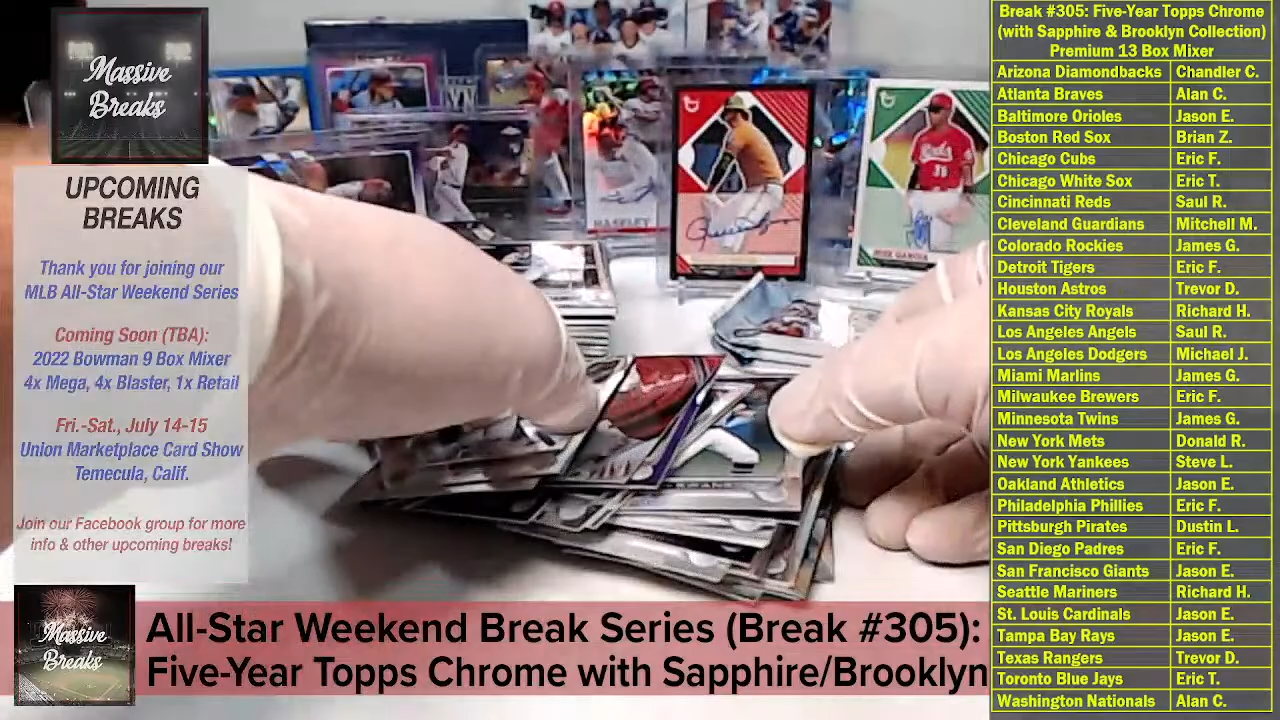 Massive
Breaks
UPCOMING
BREAKS
Thank you for joining our
MLB All-Star Weekend Series
Coming Soon (TBA):
2022 Bowman 9 Box Mixer
4x Mega, 4x Blaster, 1x Retail
Fri.-Sat., July 14-15
Union Marketplace Card Show
Temecula, Calif.
Join our Facebook group for more
info & other upcoming breaks!
HASELEY
Reds
Massive
Breaks
All-Star Weekend Break Series (Break #305):
Five-Year Topps Chrome with Sapphire/Brooklyn
Break #305: Five-Year Topps Chrome
(with Sapphire & Brooklyn Collection)
Premium 13 Box Mixer
Arizona Diamondbacks Chandler C.
Atlanta Braves Alan C.
Baltimore Orioles Jason E.
Boston Red Sox Brian Z.
Chicago Cubs Eric F.
Chicago White Sox Eric T.
Cincinnati Reds Saul R.
Cleveland Guardians Mitchell M.
Colorado Rockies James G.
Detroit Tigers Eric F.
Houston Astros Trevor D.
Kansas City Royals Richard H.
Los Angeles Angels Saul R.
Los Angeles Dodgers Michael J.
Miami Marlins James G.
Milwaukee Brewers Eric F.
Minnesota Twins James G.
New York Mets Donald R.
New York Yankees Steve L.
Oakland Athletics Jason E.
Philadelphia Phillies Eric F.
Pittsburgh Pirates Dustin L.
San Diego Padres Eric F.
San Francisco Giants Jason E.
Seattle Mariners Richard H.
St. Louis Cardinals Jason E.
Tampa Bay Rays Jason E.
Texas Rangers Trevor D.
Toronto Blue Jays Eric T.
Washington Nationals Alan C.